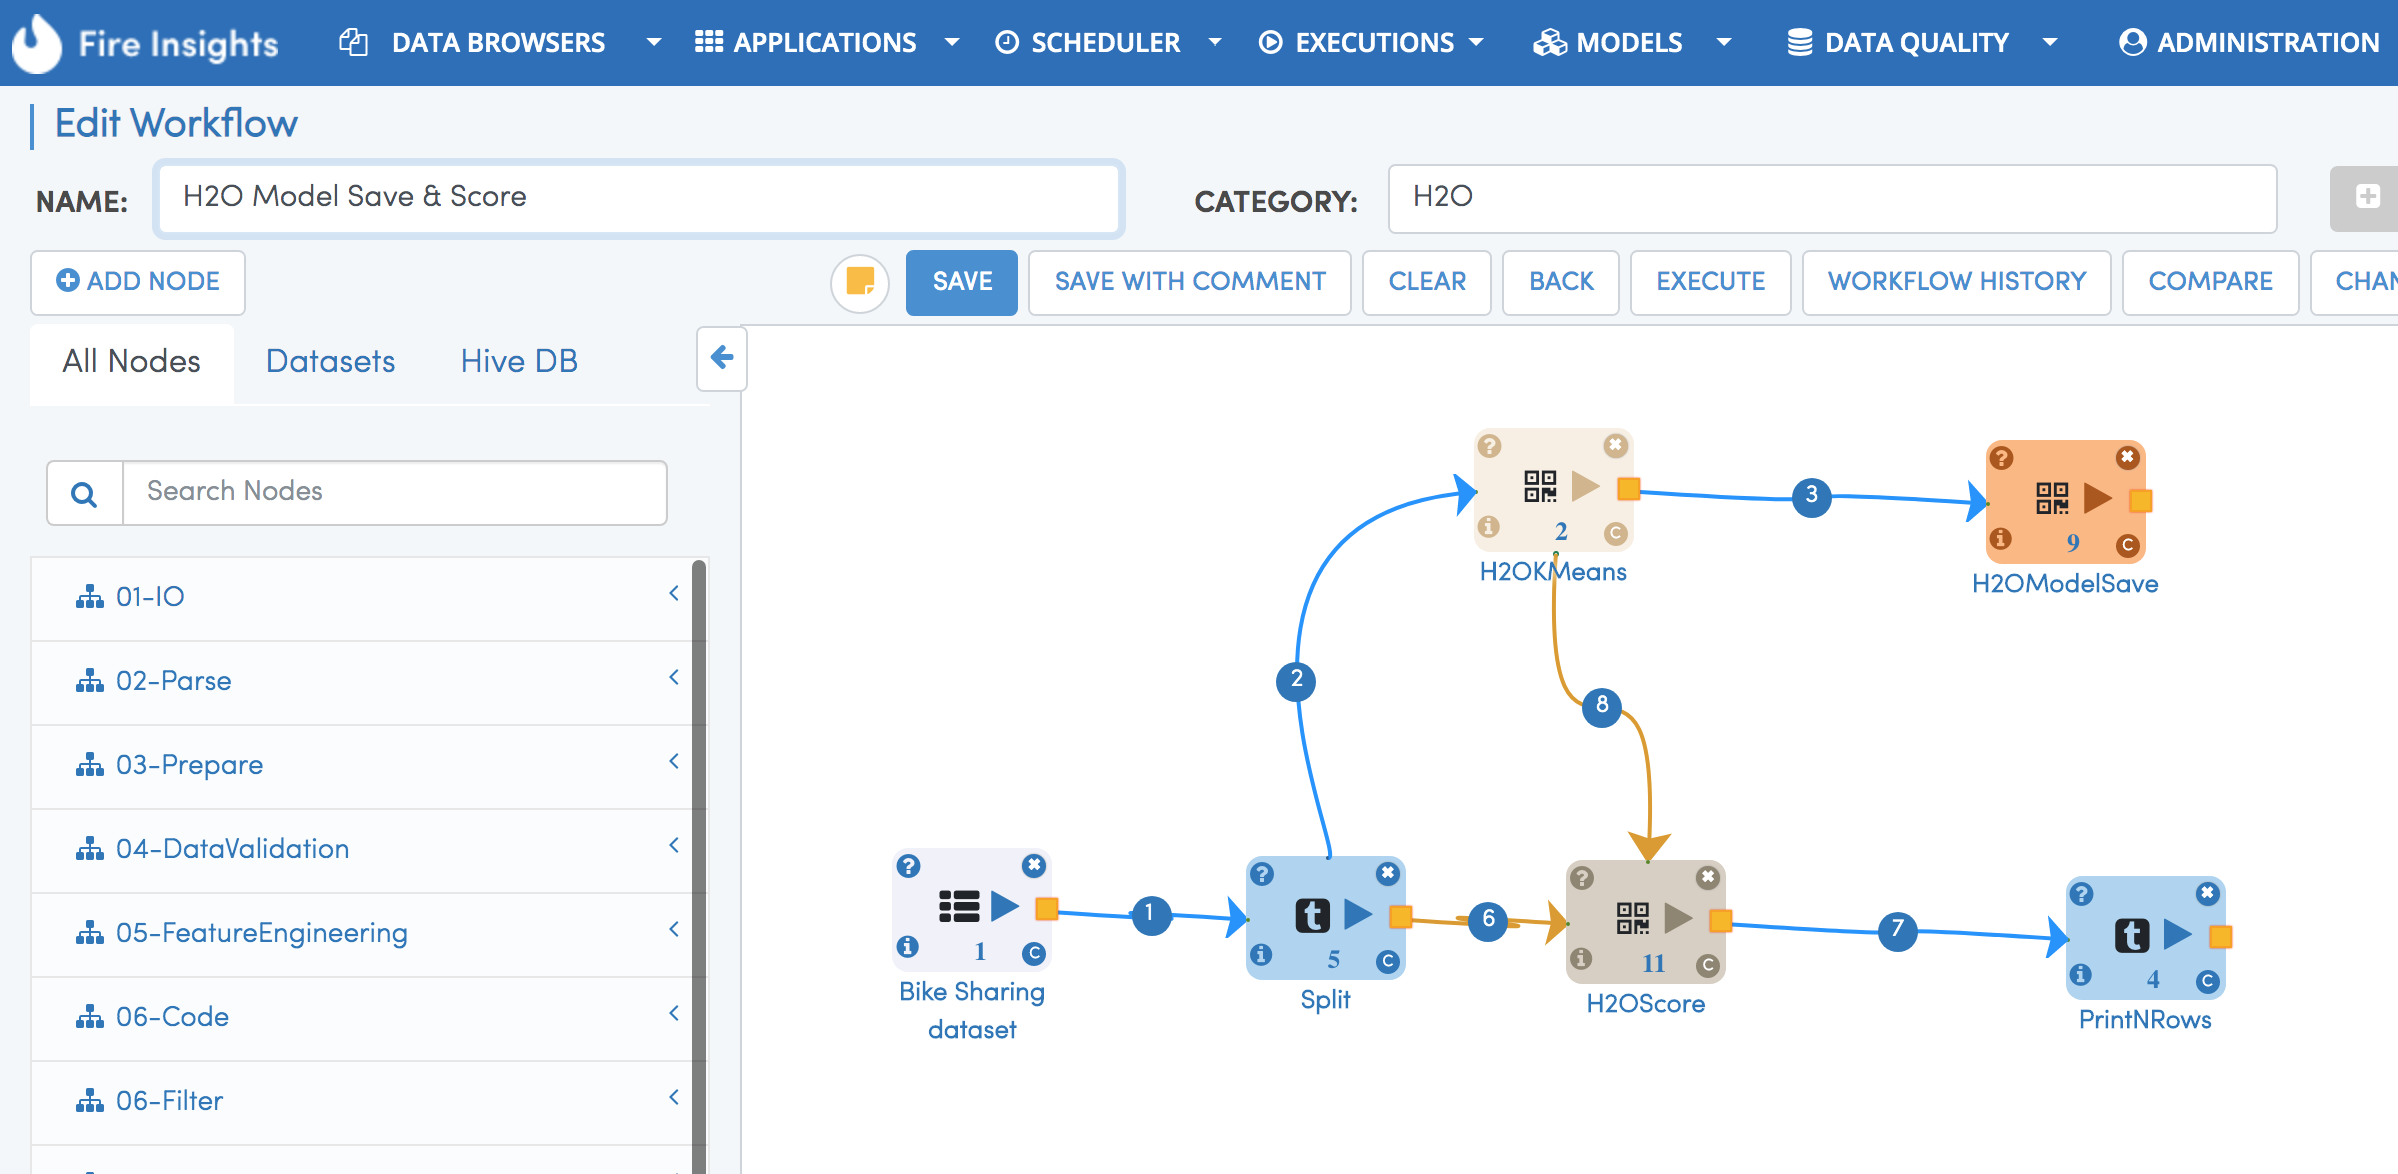 Fire Insights
DATA BROWSERS
APPLICATIONS
SCHEDULER
EXECUTIONS
MODELS
DATA QUALITY
ADMINISTRATION
Edit Workflow
NAME:
H2O Model Save & Score
CATEGORY:
H2O
ADD NODE
SAVE
SAVE WITH COMMENT
CLEAR
BACK
EXECUTE
WORKFLOW HISTORY
COMPARE
CHAN
All Nodes
Datasets
Hive DB
Search Nodes
01-IO
02-Parse
03-Prepare
04-DataValidation
05-FeatureEngineering
06-Code
06-Filter
2
H2OKMeans
3
9
H2OModelSave
2
8
1
Bike Sharing
dataset
1
5
Split
6
11
H2OScore
7
4
PrintNRows